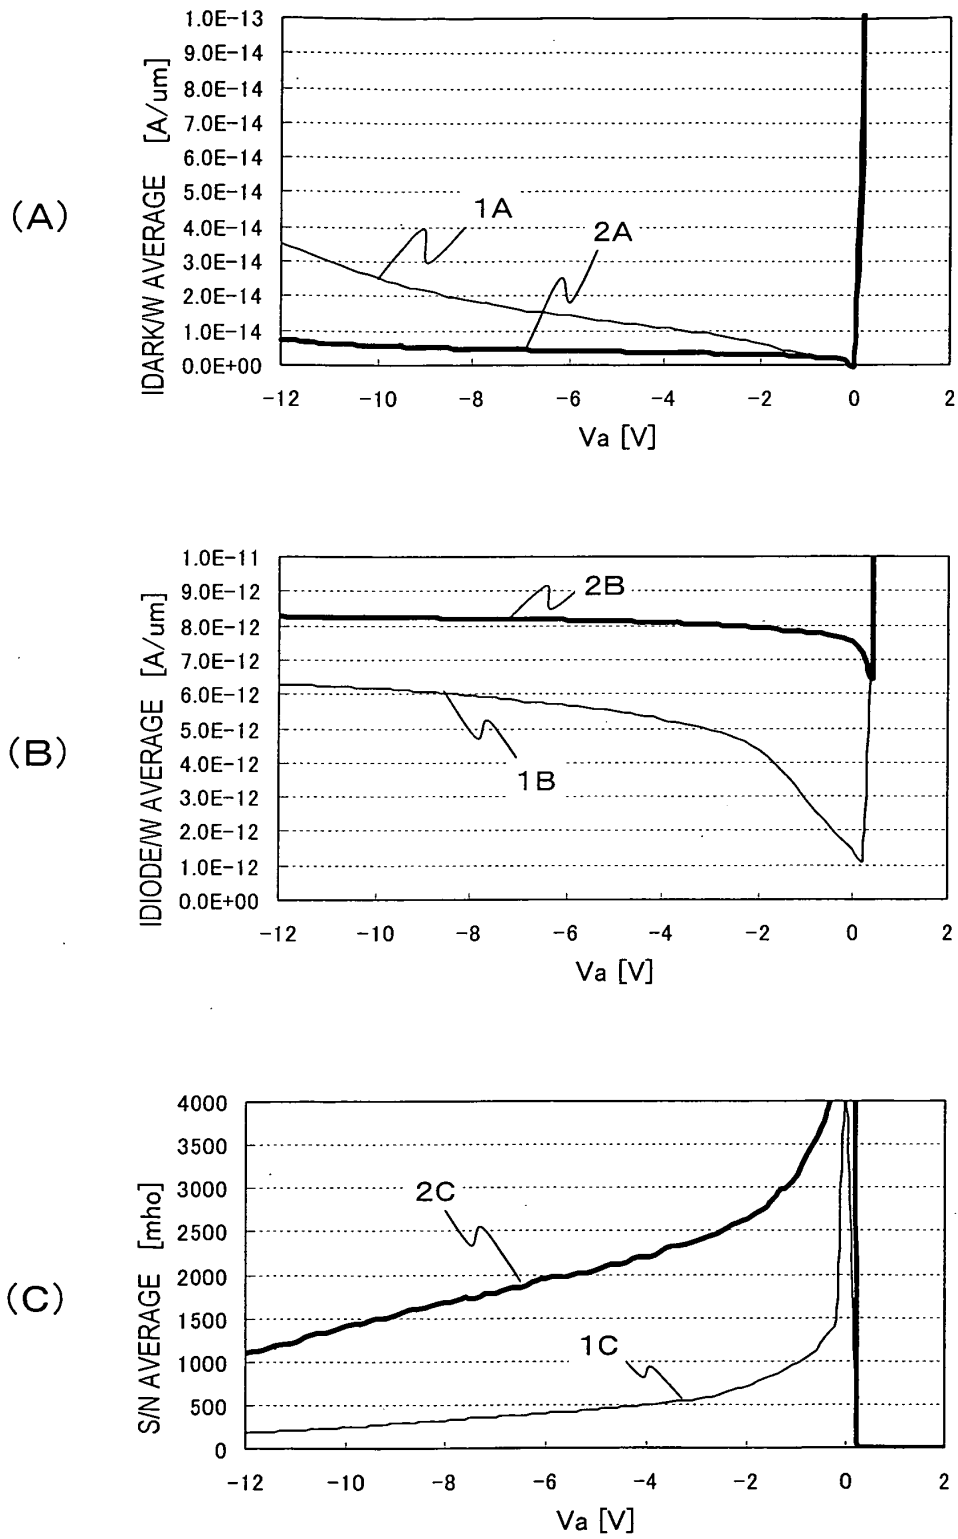 (A)
IDARK/W AVERAGE [A/um]
1.0E-13
9.0E-14
8.0E-14
7.0E-14
6.0E-14
5.0E-14
4.0E-14
3.0E-14
2.0E-14
1.0E-14
0.0E+00
1A
2A
-12 -10 -8 -6 -4 -2 0 2
Va [V]
(B)
IDIODE/W AVERAGE [A/um]
1.0E-11
9.0E-12
8.0E-12
7.0E-12
6.0E-12
5.0E-12
4.0E-12
3.0E-12
2.0E-12
1.0E-12
0.0E+00
2B
1B
-12 -10 -8 -6 -4 -2 0 2
Va [V]
(C)
S/N AVERAGE [mho]
4000
3500
3000
2500
2000
1500
1000
500
0
2C
1C
-12 -10 -8 -6 -4 -2 0 2
Va [V]